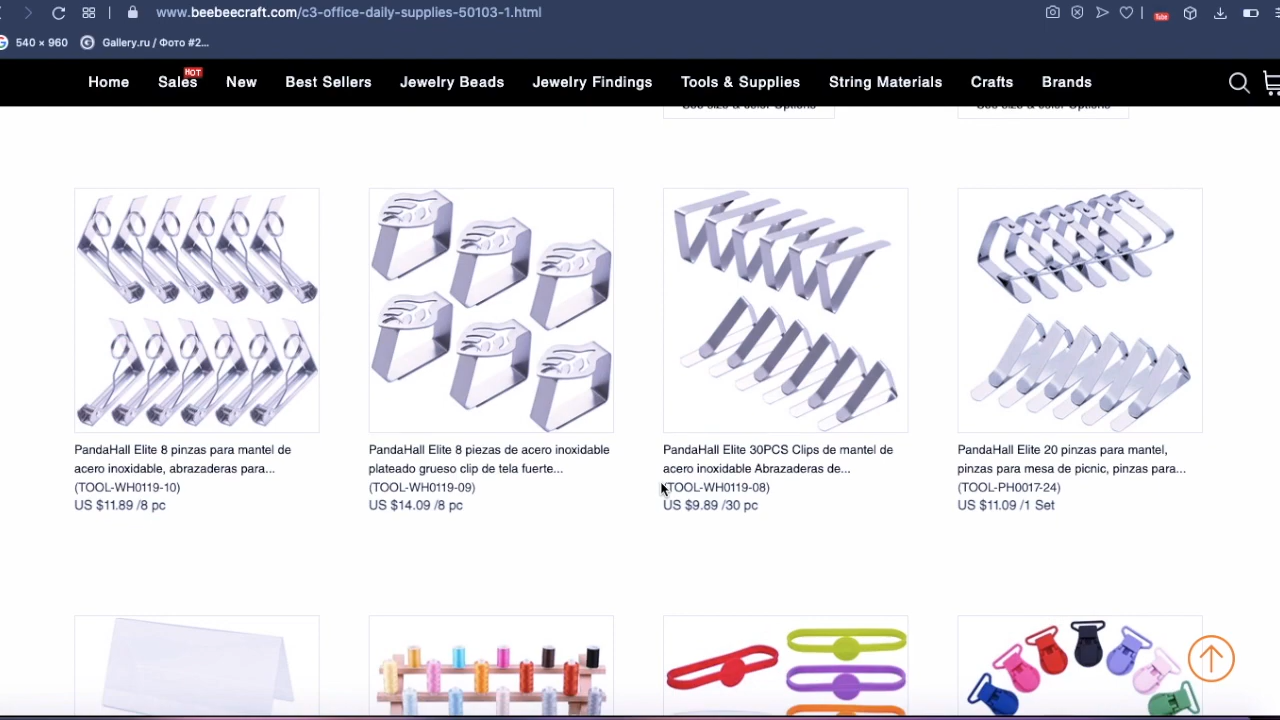 www.beebeecraft.com/c3-office-daily-supplies-50103-1.html
540 × 960 Gallery.ru / Фото #2...
Home Sales HOT New Best Sellers Jewelry Beads Jewelry Findings Tools & Supplies String Materials Crafts Brands
See size & color Options See size & color Options
PandaHall Elite 8 pinzas para mantel de
acero inoxidable, abrazaderas para...
(TOOL-WH0119-10)
US $11.89 /8 pc
PandaHall Elite 8 piezas de acero inoxidable
plateado grueso clip de tela fuerte...
(TOOL-WH0119-09)
US $14.09 /8 pc
PandaHall Elite 30PCS Clips de mantel de
acero inoxidable Abrazaderas de...
(TOOL-WH0119-08)
US $9.89 /30 pc
PandaHall Elite 20 pinzas para mantel,
pinzas para mesa de picnic, pinzas para...
(TOOL-PH0017-24)
US $11.09 /1 Set